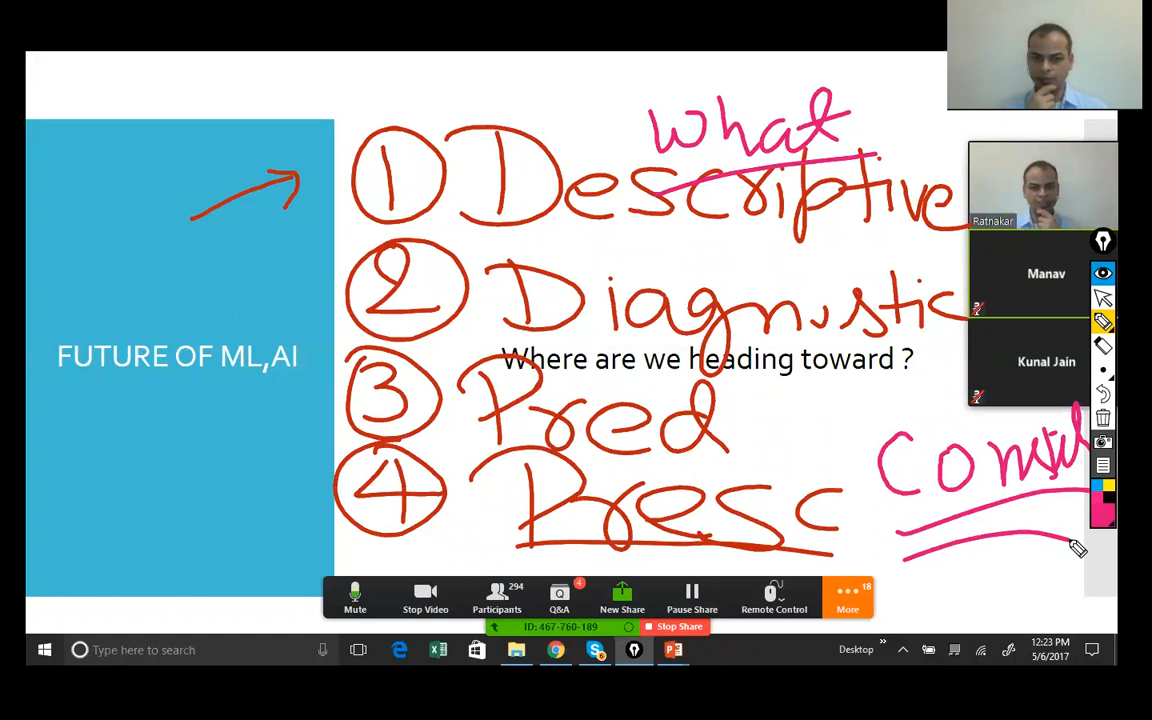 What
① Descriptive
② Diagnostic
FUTURE OF ML,AI
Where are we heading toward ?
③ Pred
④ Presc
Ratnakar
Manav
Kunal Jain
294
4
18
Mute
Stop Video
Participants
Q&A
New Share
Pause Share
Remote Control
More
ID: 467-760-189
Stop Share
Type here to search
Desktop
12:23 PM
5/6/2017